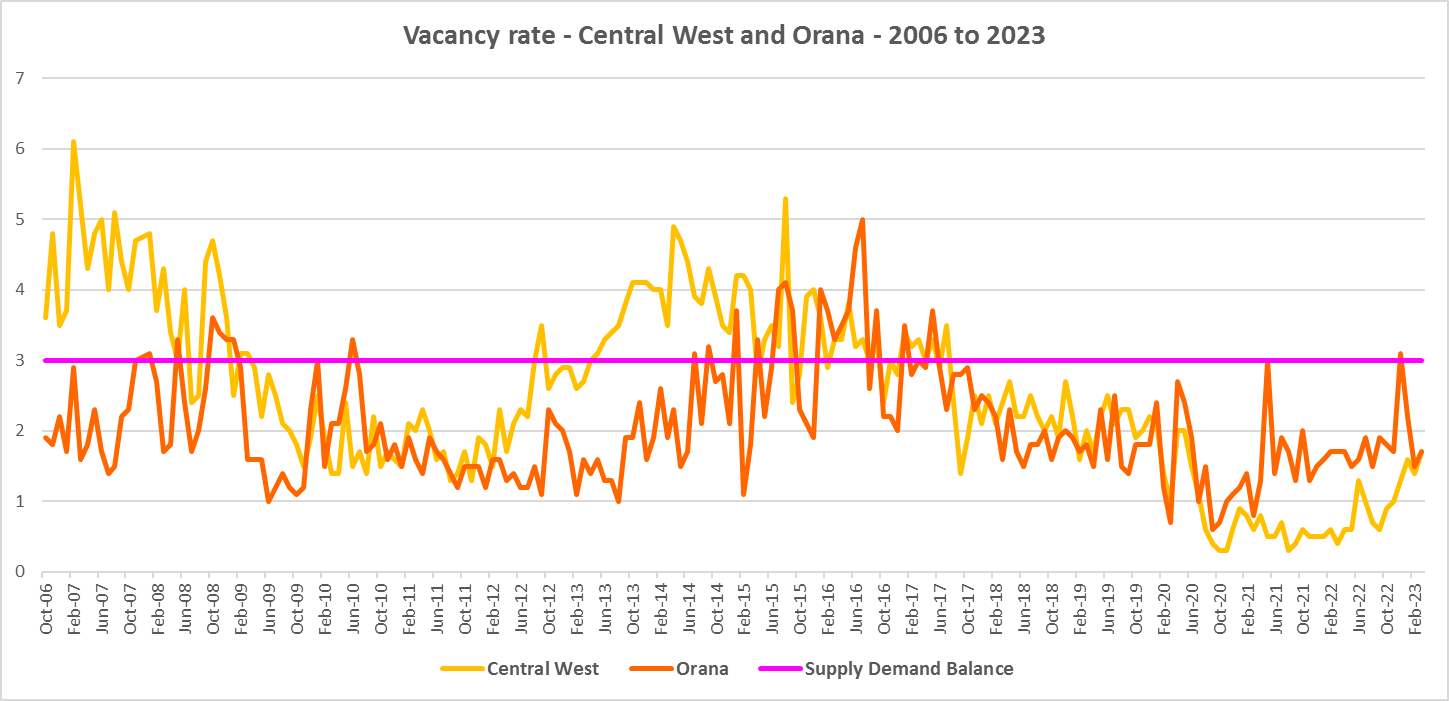 Vacancy rate - Central West and Orana - 2006 to 2023
7
6
5
4
3
2
1
0
Oct-06
Feb-07
Jun-07
Oct-07
Feb-08
Jun-08
Oct-08
Feb-09
Jun-09
Oct-09
Feb-10
Jun-10
Oct-10
Feb-11
Jun-11
Oct-11
Feb-12
Jun-12
Oct-12
Feb-13
Jun-13
Oct-13
Feb-14
Jun-14
Oct-14
Feb-15
Jun-15
Oct-15
Feb-16
Jun-16
Oct-16
Feb-17
Jun-17
Oct-17
Feb-18
Jun-18
Oct-18
Feb-19
Jun-19
Oct-19
Feb-20
Jun-20
Oct-20
Feb-21
Jun-21
Oct-21
Feb-22
Jun-22
Oct-22
Feb-23
Central West
Orana
Supply Demand Balance